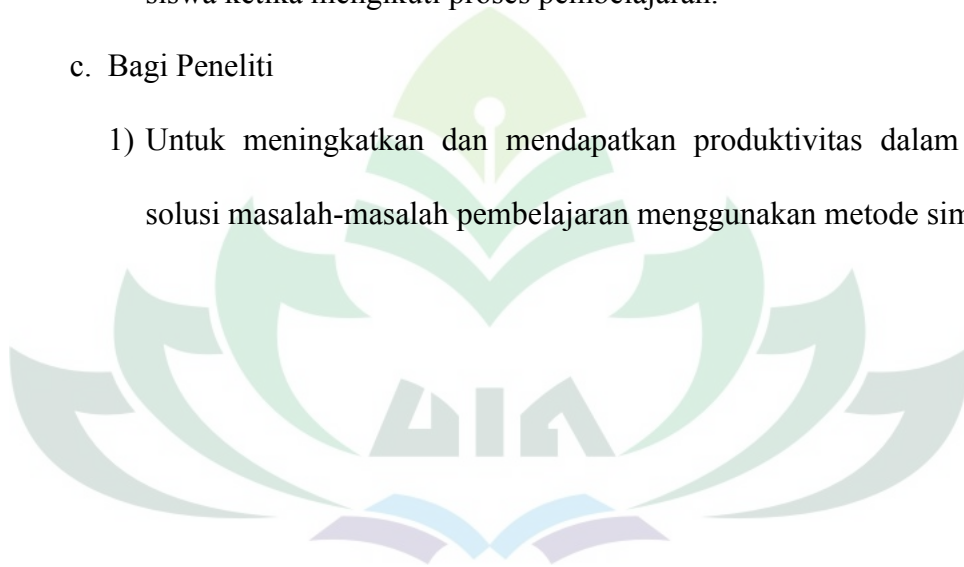 siswa ketika mengikuti proses pembelajaran.
c. Bagi Peneliti
1) Untuk meningkatkan dan mendapatkan produktivitas dalam
solusi masalah-masalah pembelajaran menggunakan metode
UIN